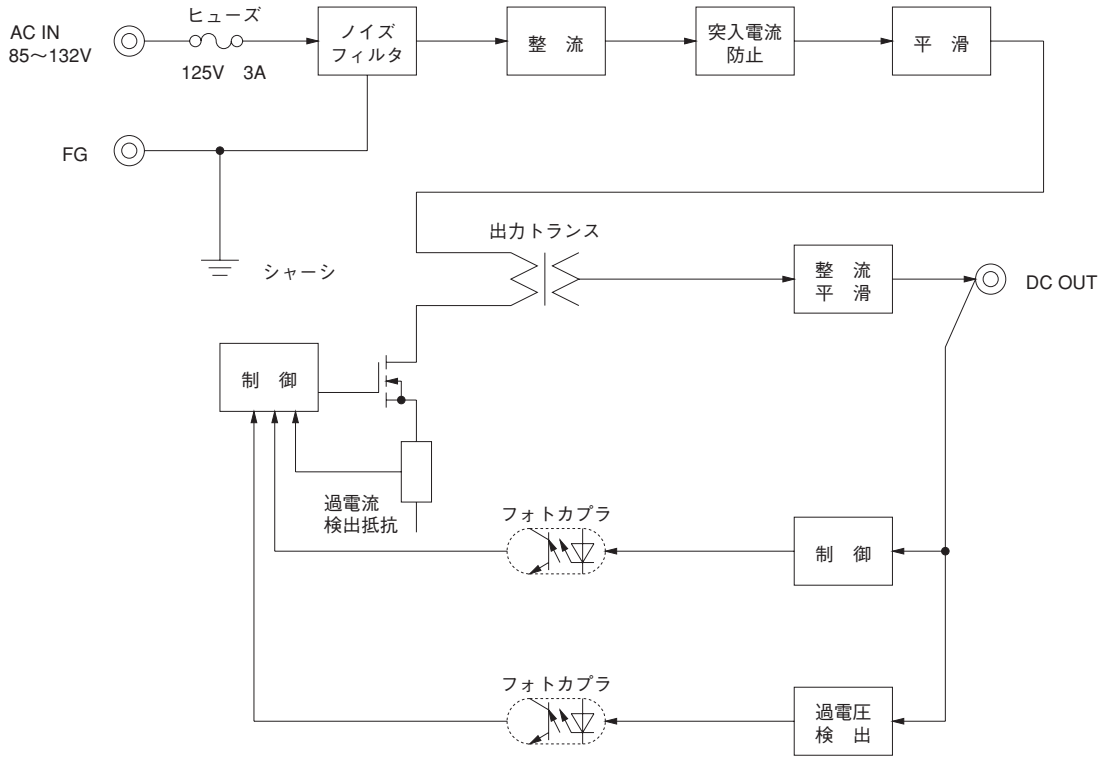 AC IN
85～132V
ヒューズ
125V 3A
ノイズ
フィルタ
整 流
突入電流
防止
平 滑
FG
シャーシ
出力トランス
整 流
平 滑
DC OUT
制 御
過電流
検出抵抗
フォトカプラ
制 御
フォトカプラ
過電圧
検 出